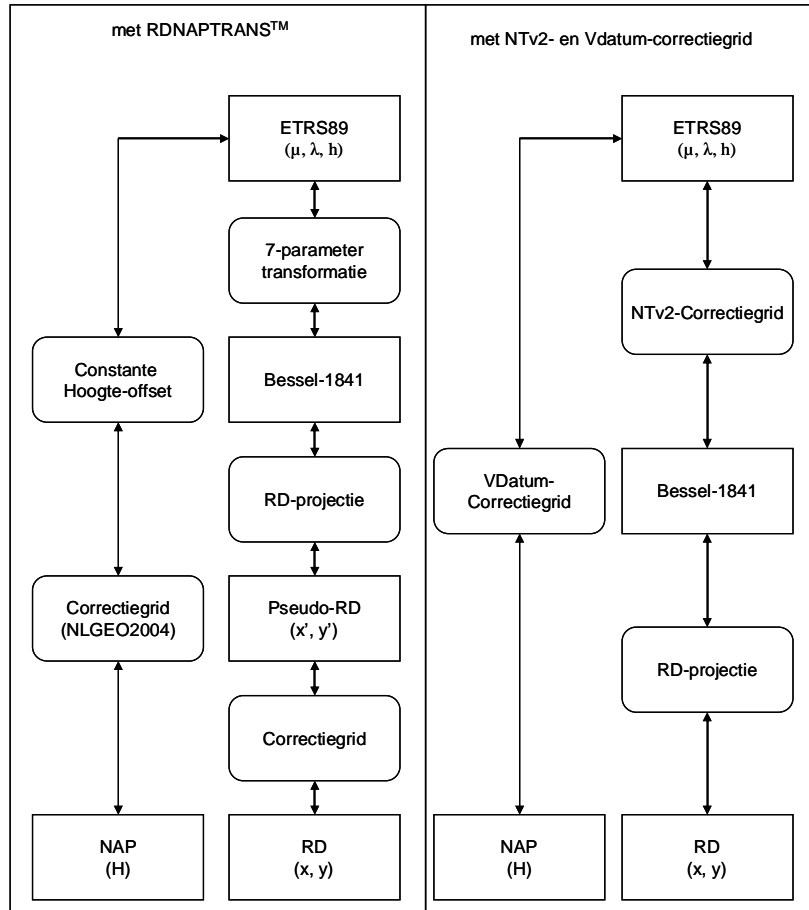 met RDNAPTRANS™
ETRS89
(μ, λ, h)
7-parameter
transformatie
Constante
Hoogte-offset
Bessel-1841
RD-projectie
Correctiegrid
(NLGEO2004)
Pseudo-RD
(x', y')
Correctiegrid
NAP
(H)
RD
(x, y)
met NTv2- en Vdatum-correctiegrid
ETRS89
(μ, λ, h)
NTv2-Correctiegrid
VDatum-
Correctiegrid
Bessel-1841
RD-projectie
NAP
(H)
RD
(x, y)